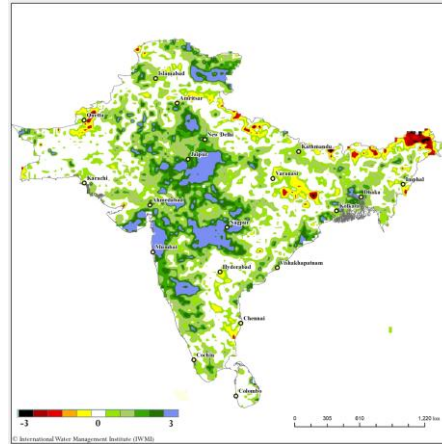 Islamabad
Amritsar
Quetta
New Delhi
Jaipur
Kathmandu
Varanasi
Imphal
Karachi
Ahmedabad
Dhaka
Kolkata
Nagpur
Mumbai
Hyderabad
Vishakhapatnam
Chennai
Cochin
Colombo
-3 0 3
0 305 610 1,220 km
© International Water Management Institute (IWMI)